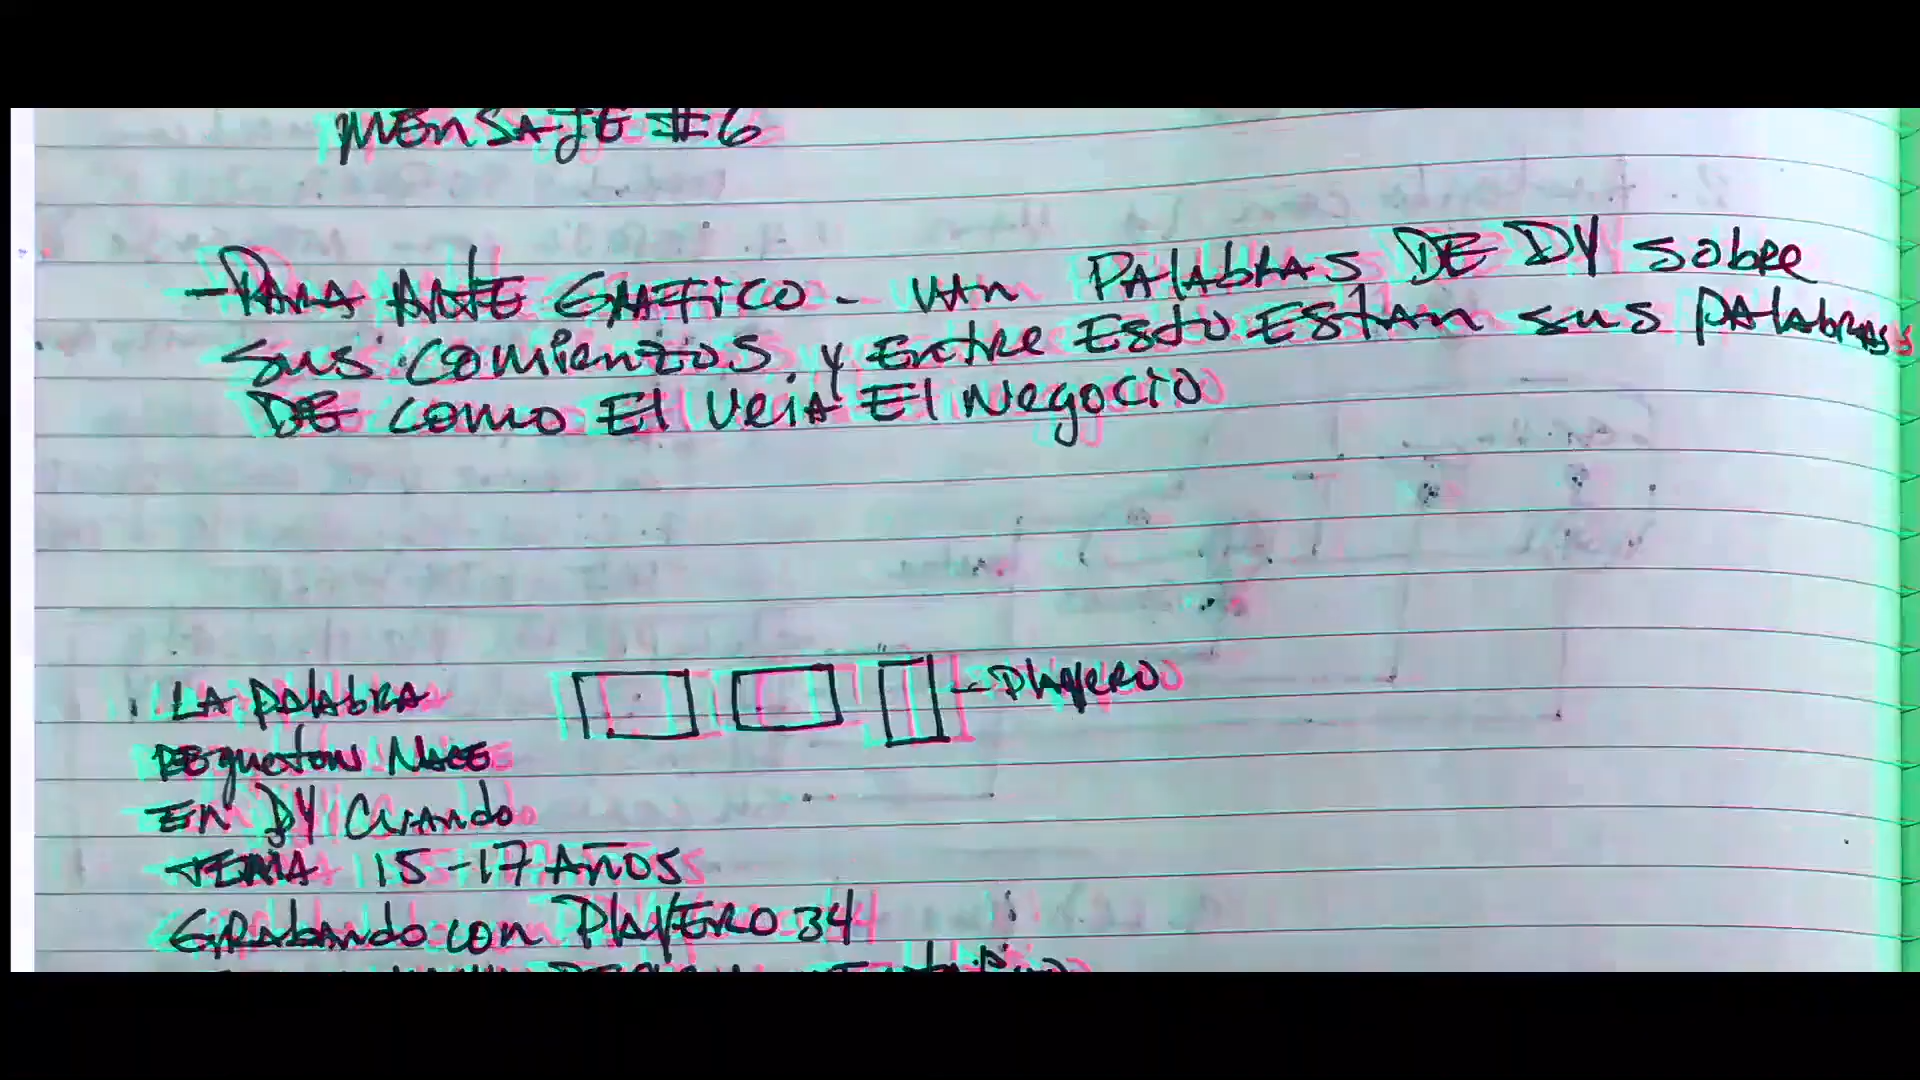 MENSAJE #6
-PARA ARTE GRAFICO - VAN PALABRAS DE DY sobre
sus comienzos, y Entre Esto Estan sus palabras
DE como El veia El Negocio
LA palabra
REgueton NACE
EN DY Cuando
TENIA 15-17 AÑOS
GRabando con PlayERO 34
- PlayERO